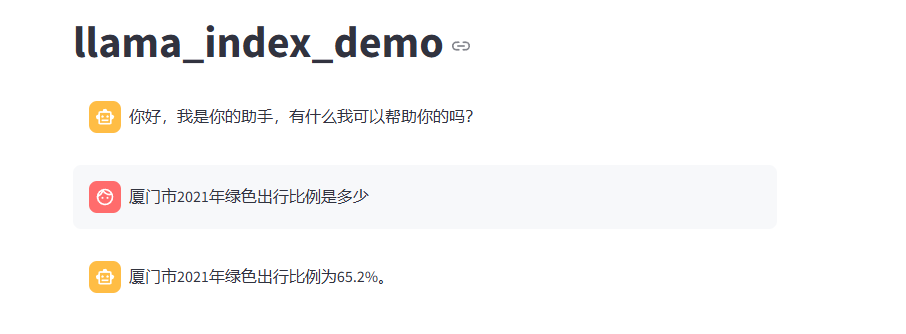 llama_index_demo
你好，我是你的助手，有什么我可以帮助你的吗?
厦门市2021年绿色出行比例是多少
厦门市2021年绿色出行比例为65.2%。